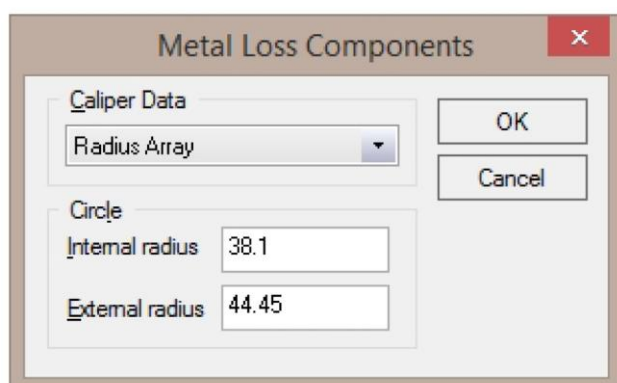 Metal Loss Components
Caliper Data
Radius Array
OK
Cancel
Circle
Internal radius 38.1
External radius 44.45